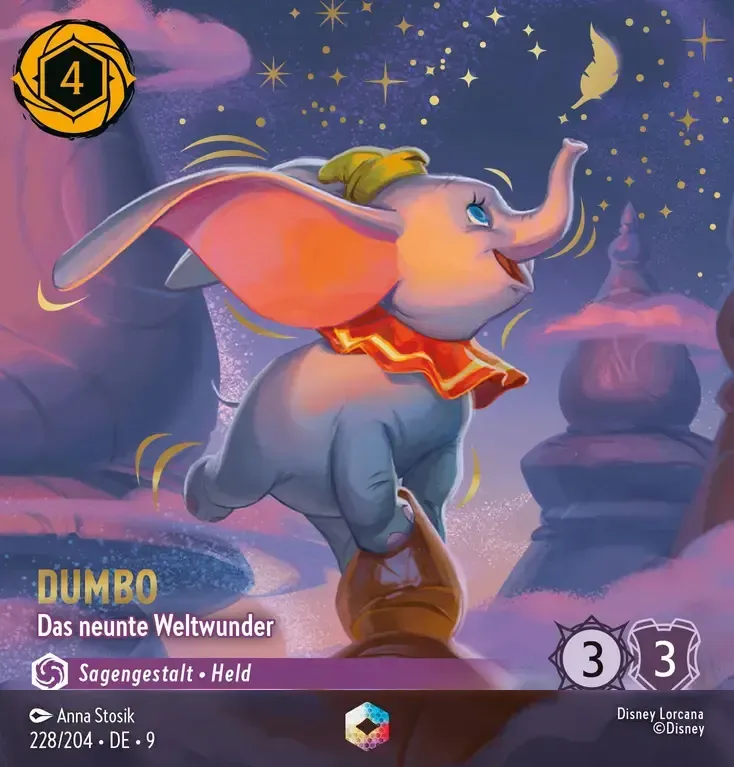 4
DUMBO
Das neunte Weltwunder
Sagengestalt • Held
3
3
Anna Stosik
Disney Lorcana
228/204 • DE • 9
©Disney